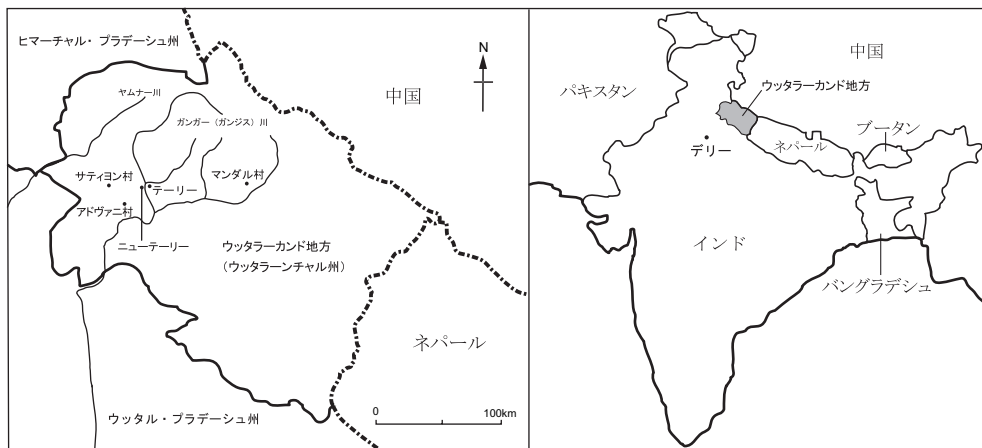 ヒマーチャル・プラデーシュ州
N
中国
ヤムナー川
ガンガー（ガンジス）川
サティヨン村
テーリー
マンダル村
アドヴァニ村
ニューテーリー
ウッタラーカンド地方
（ウッタラーンチャル州）
ネパール
ウッタル・プラデーシュ州
0
100km
中国
パキスタン
ウッタラーカンド地方
ブータン
ネパール
デリー
インド
バングラデシュ